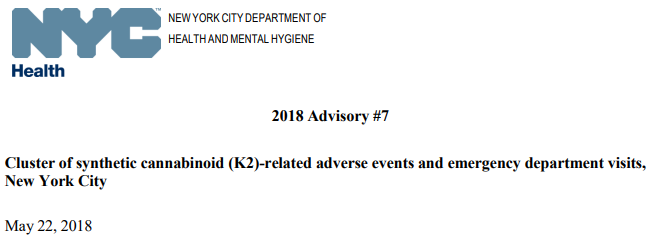 NYC
Health
NEW YORK CITY DEPARTMENT OF
HEALTH AND MENTAL HYGIENE
2018 Advisory #7
Cluster of synthetic cannabinoid (K2)-related adverse events and emergency department visits,
New York City
May 22, 2018